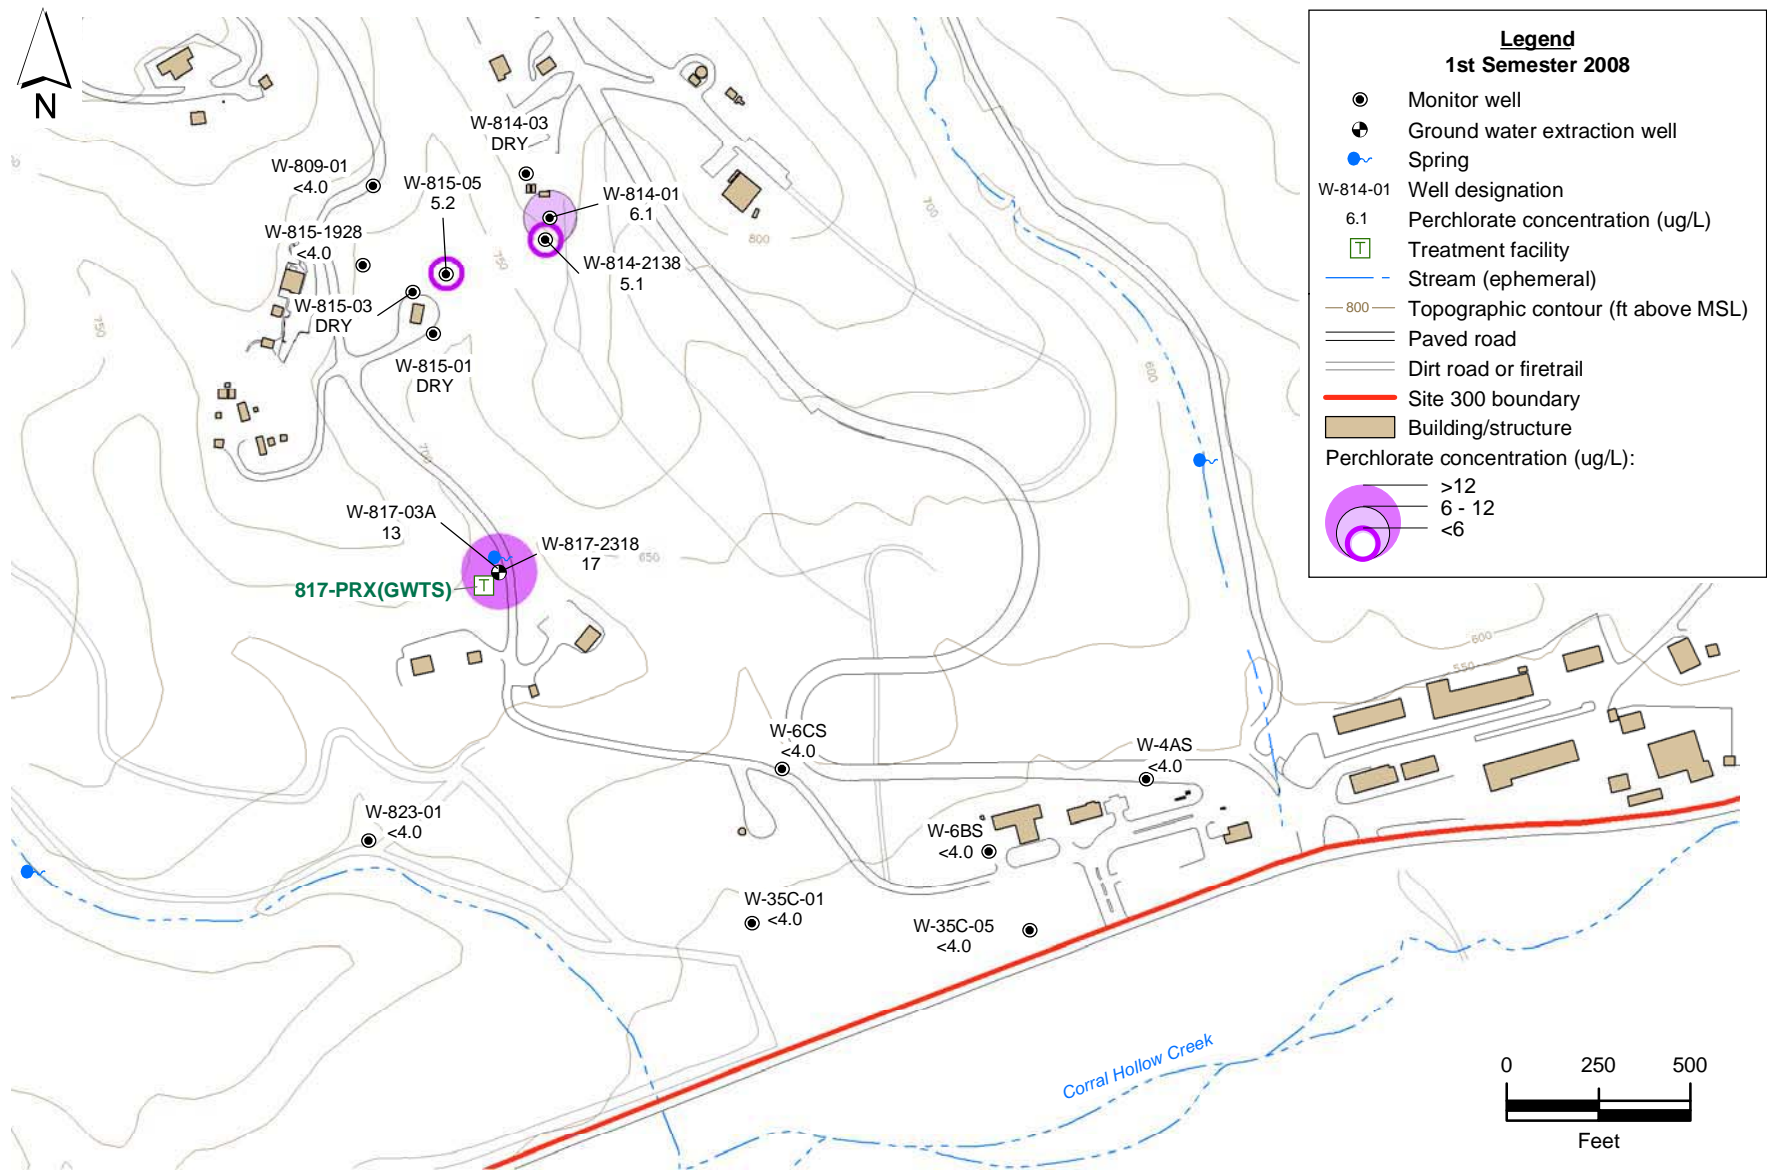 N
W-814-03
DRY
W-809-01
<4.0
W-815-05
5.2
W-814-01
6.1
W-815-1928
<4.0
W-814-2138
5.1
W-815-03
DRY
W-815-01
DRY
750
750
800
700
600
700
650
W-817-03A
13
W-817-2318
17
T
817-PRX(GWTS)
600
550
W-6CS
<4.0
W-4AS
<4.0
W-823-01
<4.0
W-6BS
<4.0
W-35C-01
<4.0
W-35C-05
<4.0
Corral Hollow Creek
Legend
1st Semester 2008
Monitor well
Ground water extraction well
Spring
W-814-01 Well designation
6.1 Perchlorate concentration (ug/L)
T Treatment facility
Stream (ephemeral)
800 Topographic contour (ft above MSL)
Paved road
Dirt road or firetrail
Site 300 boundary
Building/structure
Perchlorate concentration (ug/L):
>12
6 - 12
<6
0 250 500
Feet